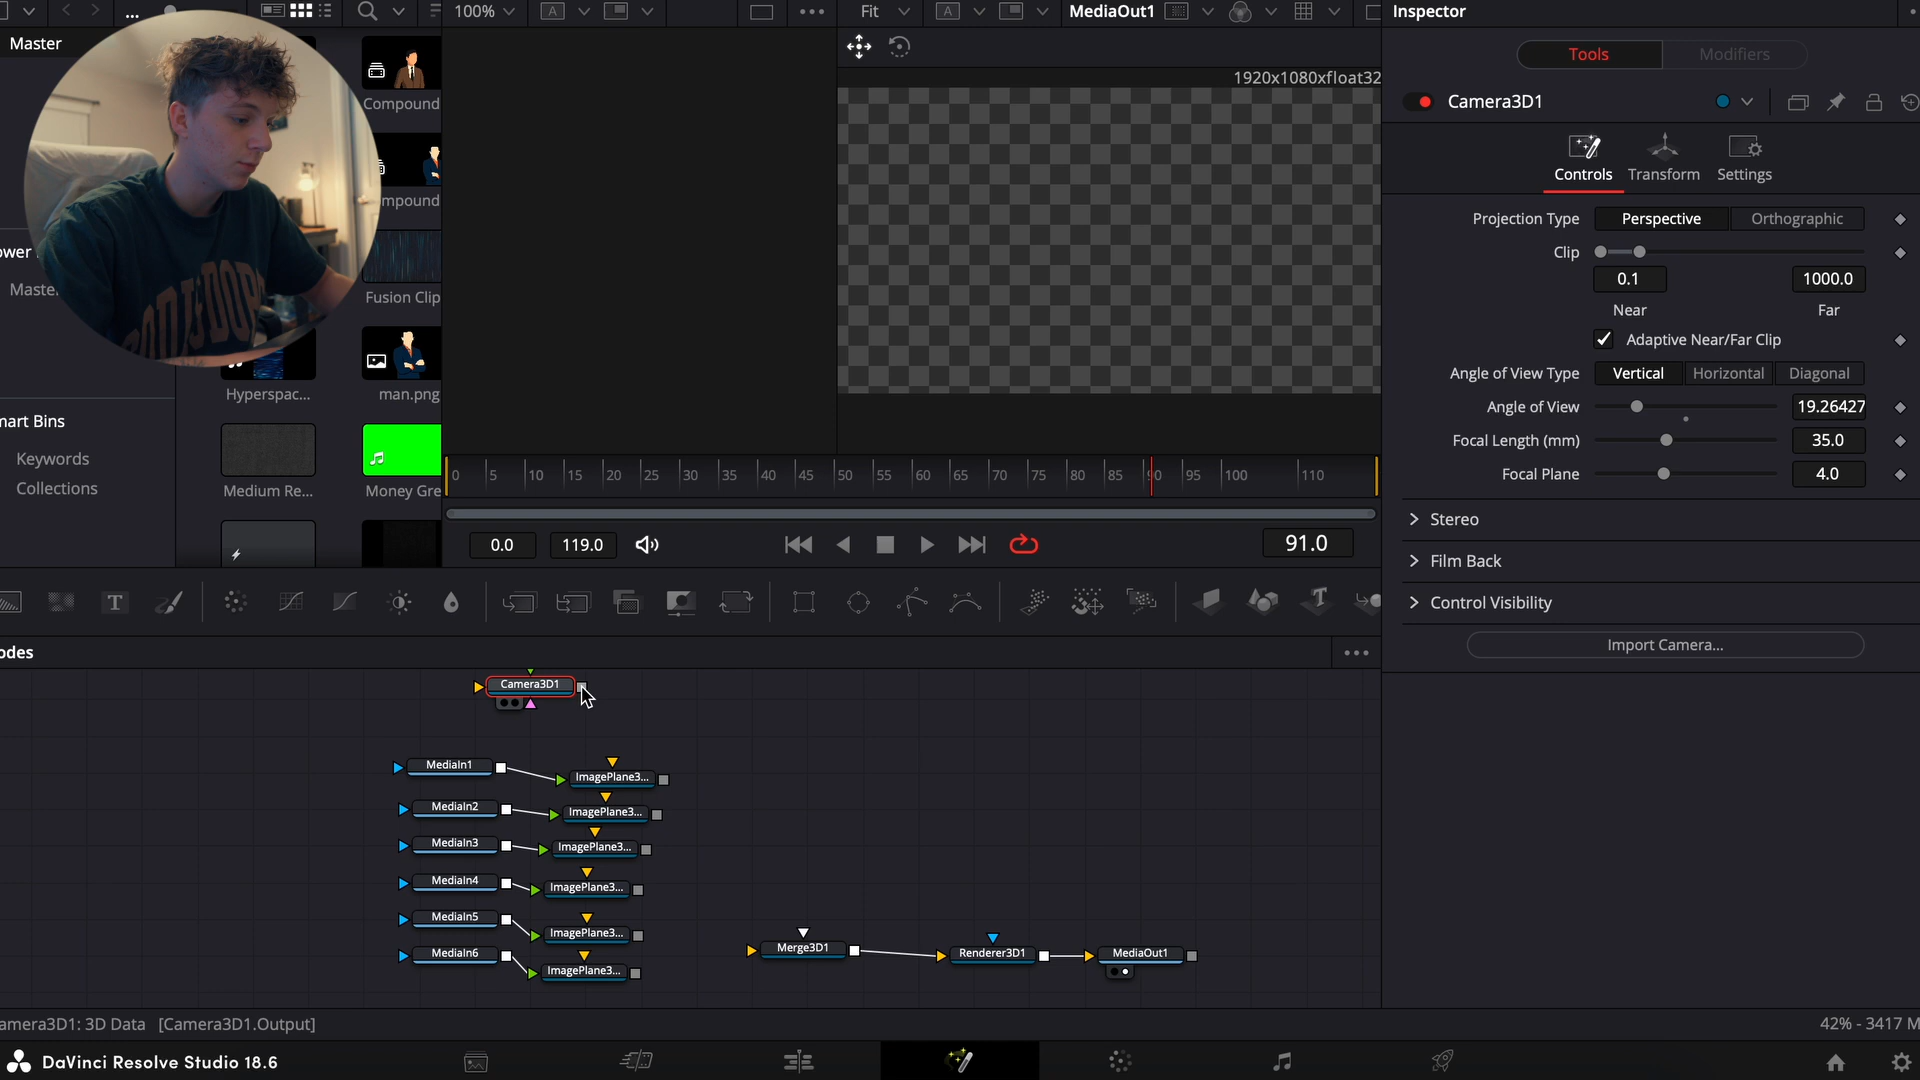 100%
A
Fit
A
MediaOut1
Inspector
Master
Compound
mpound
ower
Maste
Fusion Clip
Hyperspac...
man.png
mart Bins
Keywords
Collections
Medium Re...
Money Gre
1920x1080xfloat32
0 5 10 15 20 25 30 35 40 45 50 55 60 65 70 75 80 85 90 95 100 110
0.0
119.0
91.0
T
Tools
Modifiers
Camera3D1
Controls
Transform
Settings
Projection Type
Perspective
Orthographic
Clip
0.1
1000.0
Near
Far
Adaptive Near/Far Clip
Angle of View Type
Vertical
Horizontal
Diagonal
Angle of View
19.26427
Focal Length (mm)
35.0
Focal Plane
4.0
Stereo
Film Back
Control Visibility
Import Camera...
odes
Camera3D1
MediaIn1
ImagePlane3...
MediaIn2
ImagePlane3...
MediaIn3
ImagePlane3...
MediaIn4
ImagePlane3...
MediaIn5
ImagePlane3...
MediaIn6
ImagePlane3...
Merge3D1
Renderer3D1
MediaOut1
amera3D1: 3D Data [Camera3D1.Output]
42% - 3417 M
DaVinci Resolve Studio 18.6